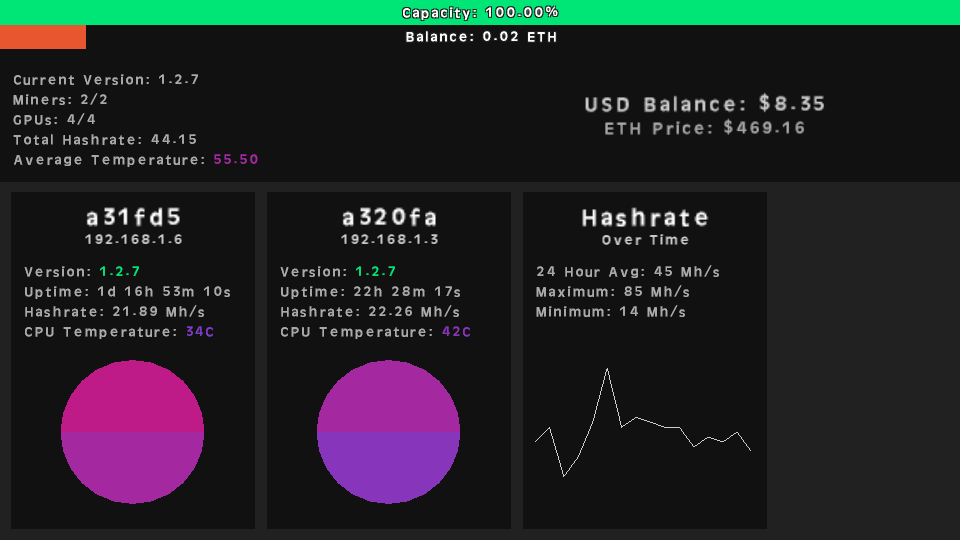 Capacity: 100.00%
Balance: 0.02 ETH
Current Version: 1.2.7
Miners: 2/2
GPUs: 4/4
Total Hashrate: 44.15
Average Temperature: 55.50
USD Balance: $8.35
ETH Price: $469.16
a31fd5
192.168.1.6
Version: 1.2.7
Uptime: 1d 16h 53m 10s
Hashrate: 21.89 Mh/s
CPU Temperature: 34C
a320fa
192.168.1.3
Version: 1.2.7
Uptime: 22h 28m 17s
Hashrate: 22.26 Mh/s
CPU Temperature: 42C
Hashrate
Over Time
24 Hour Avg: 45 Mh/s
Maximum: 85 Mh/s
Minimum: 14 Mh/s